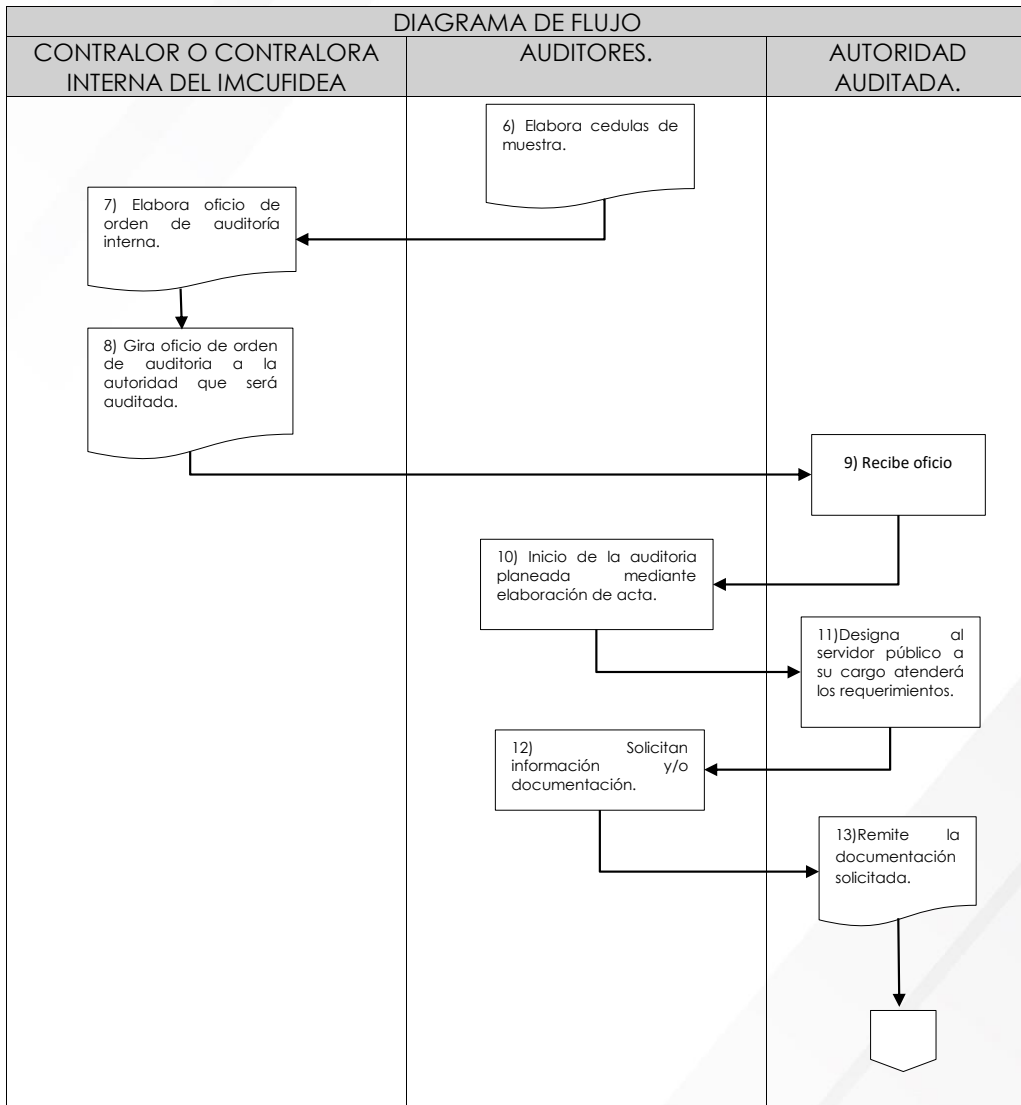 DIAGRAMA DE FLUJO
CONTRALOR O CONTRALORA
INTERNA DEL IMCUFIDEA
AUDITORES.
AUTORIDAD
AUDITADA.
6) Elabora cedulas de
muestra.
7) Elabora oficio de
orden de auditoría
interna.
8) Gira oficio de orden
de auditoria a la
autoridad que será
auditada.
9) Recibe oficio
10) Inicio de la auditoria
planeada mediante
elaboración de acta.
11)Designa al
servidor público a
su cargo atenderá
los requerimientos.
12) Solicitan
información y/o
documentación.
13)Remite la
documentación
solicitada.